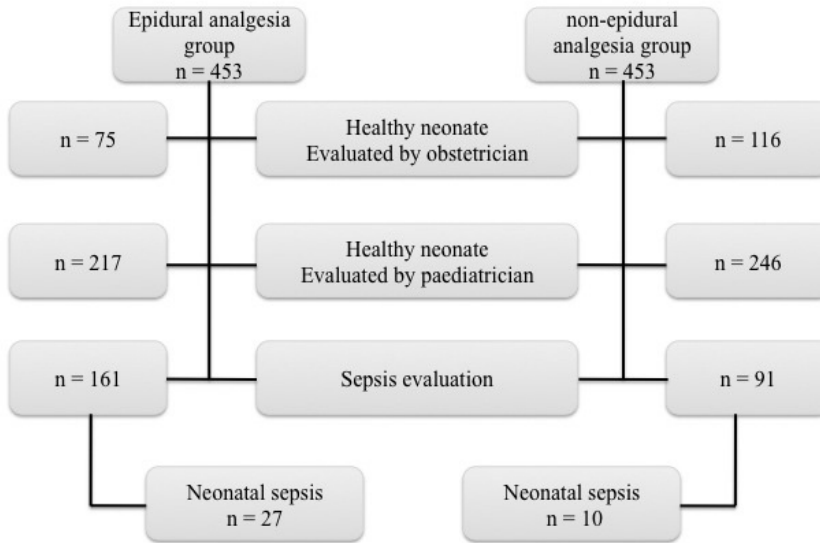 Epidural analgesia
group
n = 453
non-epidural
analgesia group
n = 453
n = 75
Healthy neonate
Evaluated by obstetrician
n = 116
n = 217
Healthy neonate
Evaluated by paediatrician
n = 246
n = 161
Sepsis evaluation
n = 91
Neonatal sepsis
n = 27
Neonatal sepsis
n = 10